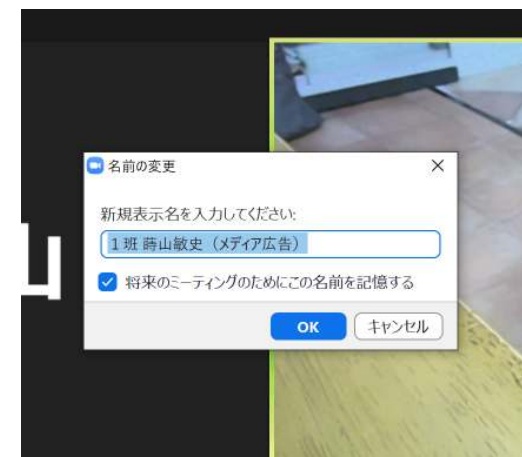 名前の変更
新規表示名を入力してください:
1 班 蒔山敏史（メディア広告）
将来のミーティングのためにこの名前を記憶する
OK
キャンセル
山